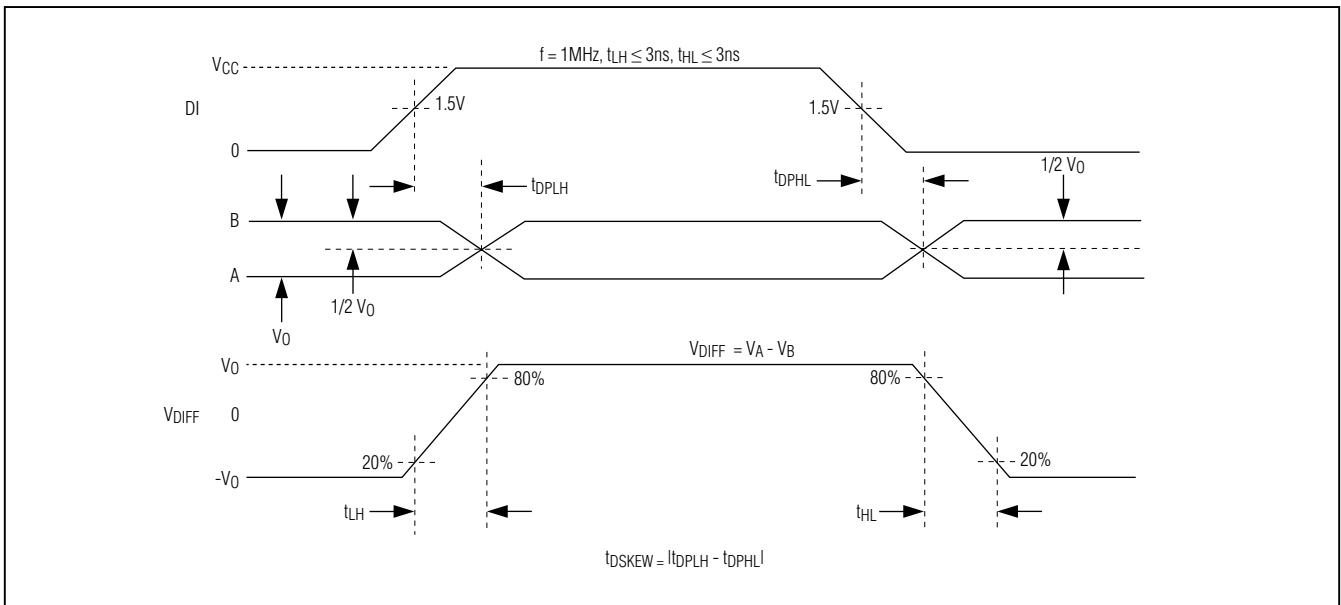 f = 1MHz, tLH ≤ 3ns, tHL ≤ 3ns
VCC
DI
1.5V
1.5V
0
1/2 VO
tDPLH
tDPHL
B
A
1/2 VO
VO
VDIFF = VA - VB
VO
80%
80%
VDIFF 0
20%
20%
-VO
tLH
tHL
tDSKEW = |tDPLH - tDPHL|